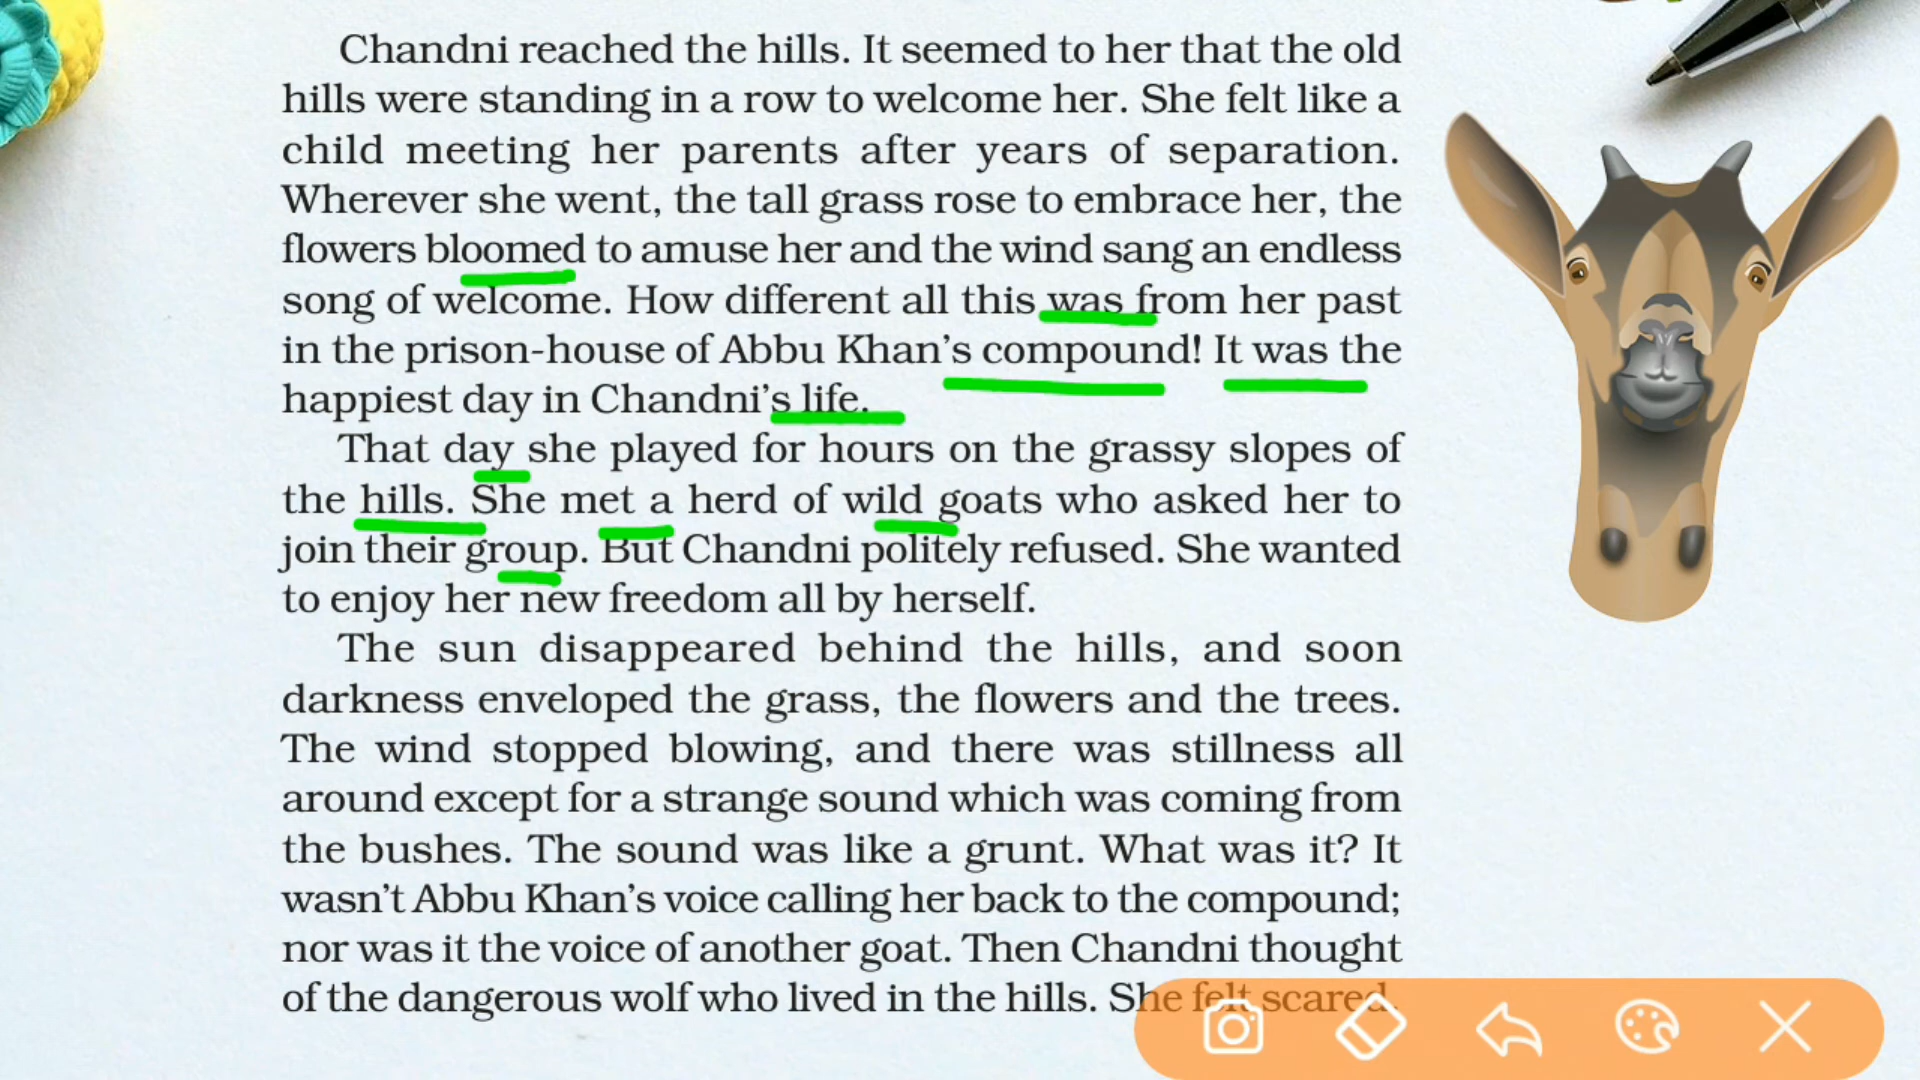 Chandni reached the hills. It seemed to her that the old
hills were standing in a row to welcome her. She felt like a
child meeting her parents after years of separation.
Wherever she went, the tall grass rose to embrace her, the
flowers bloomed to amuse her and the wind sang an endless
song of welcome. How different all this was from her past
in the prison-house of Abbu Khan's compound! It was the
happiest day in Chandni's life.
That day she played for hours on the grassy slopes of
the hills. She met a herd of wild goats who asked her to
join their group. But Chandni politely refused. She wanted
to enjoy her new freedom all by herself.
The sun disappeared behind the hills, and soon
darkness enveloped the grass, the flowers and the trees.
The wind stopped blowing, and there was stillness all
around except for a strange sound which was coming from
the bushes. The sound was like a grunt. What was it? It
wasn't Abbu Khan's voice calling her back to the compound;
nor was it the voice of another goat. Then Chandni thought
of the dangerous wolf who lived in the hills. She felt scared.